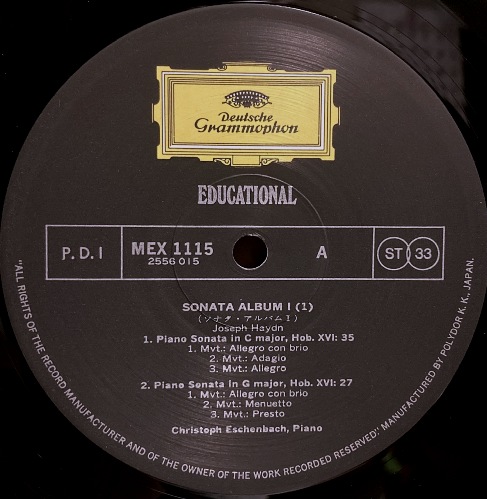 Deutsche
Grammophon
EDUCATIONAL
P.D.I
MEX 1115
2556 015
A
ST 33
SONATA ALBUM I (1)
(ソナタ・アルバム I)
Joseph Haydn
1. Piano Sonata in C major, Hob. XVI: 35
1. Mvt.: Allegro con brio
2. Mvt.: Adagio
3. Mvt.: Allegro
2. Piano Sonata in G major, Hob. XVI: 27
1. Mvt.: Allegro con brio
2. Mvt.: Menuetto
3. Mvt.: Presto
Christoph Eschenbach, Piano
"ALL RIGHTS OF THE RECORD MANUFACTURER AND OF THE OWNER OF THE WORK RECORDED RESERVED". MANUFACTURED BY POLYDOR K. K., JAPAN.